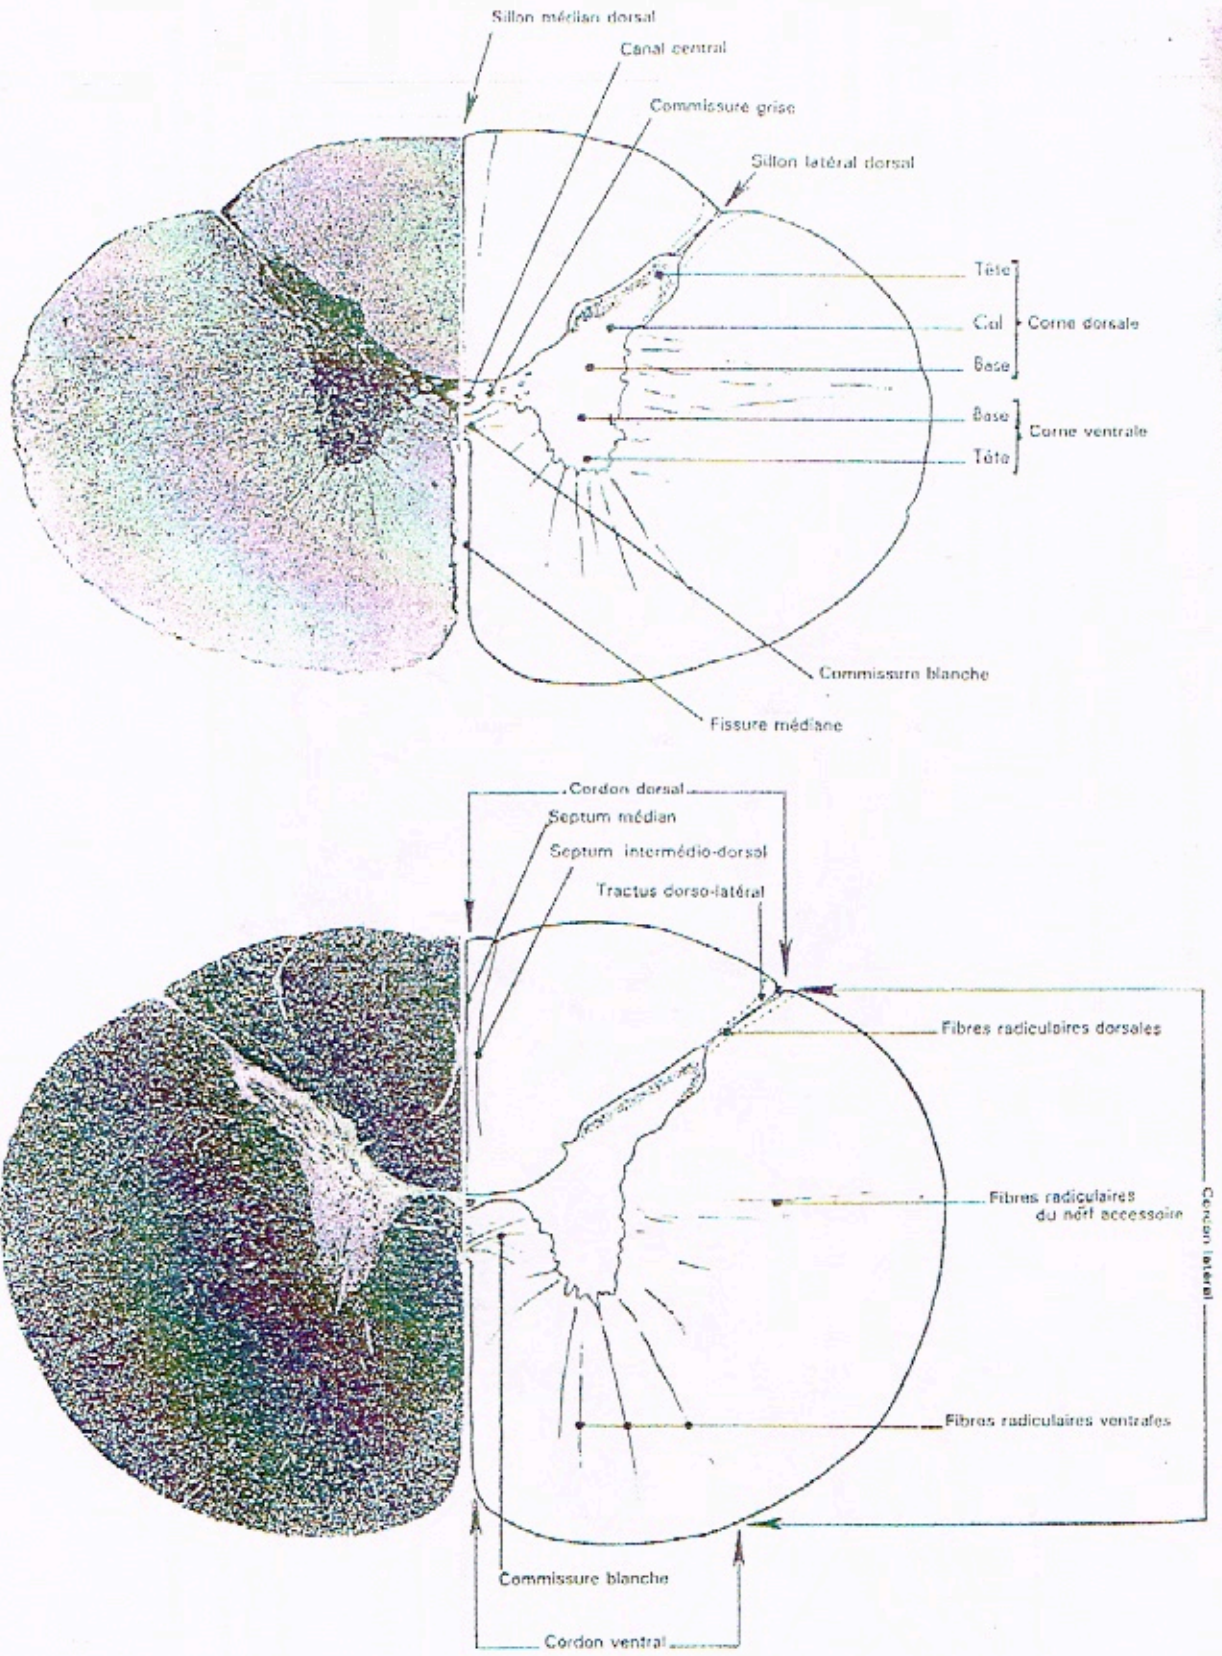 Sillon médian dorsal
Canal central
Commissure grise
Sillon latéral dorsal
Tête
Col
Corne dorsale
Base
Base
Corne ventrale
Tête
Commissure blanche
Fissure médiane
Cordon dorsal
Septum médian
Septum intermédio-dorsal
Tractus dorso-latéral
Fibres radiculaires dorsales
Fibres radiculaires
du nerf accessoire
Cordon latéral
Fibres radiculaires ventrales
Commissure blanche
Cordon ventral